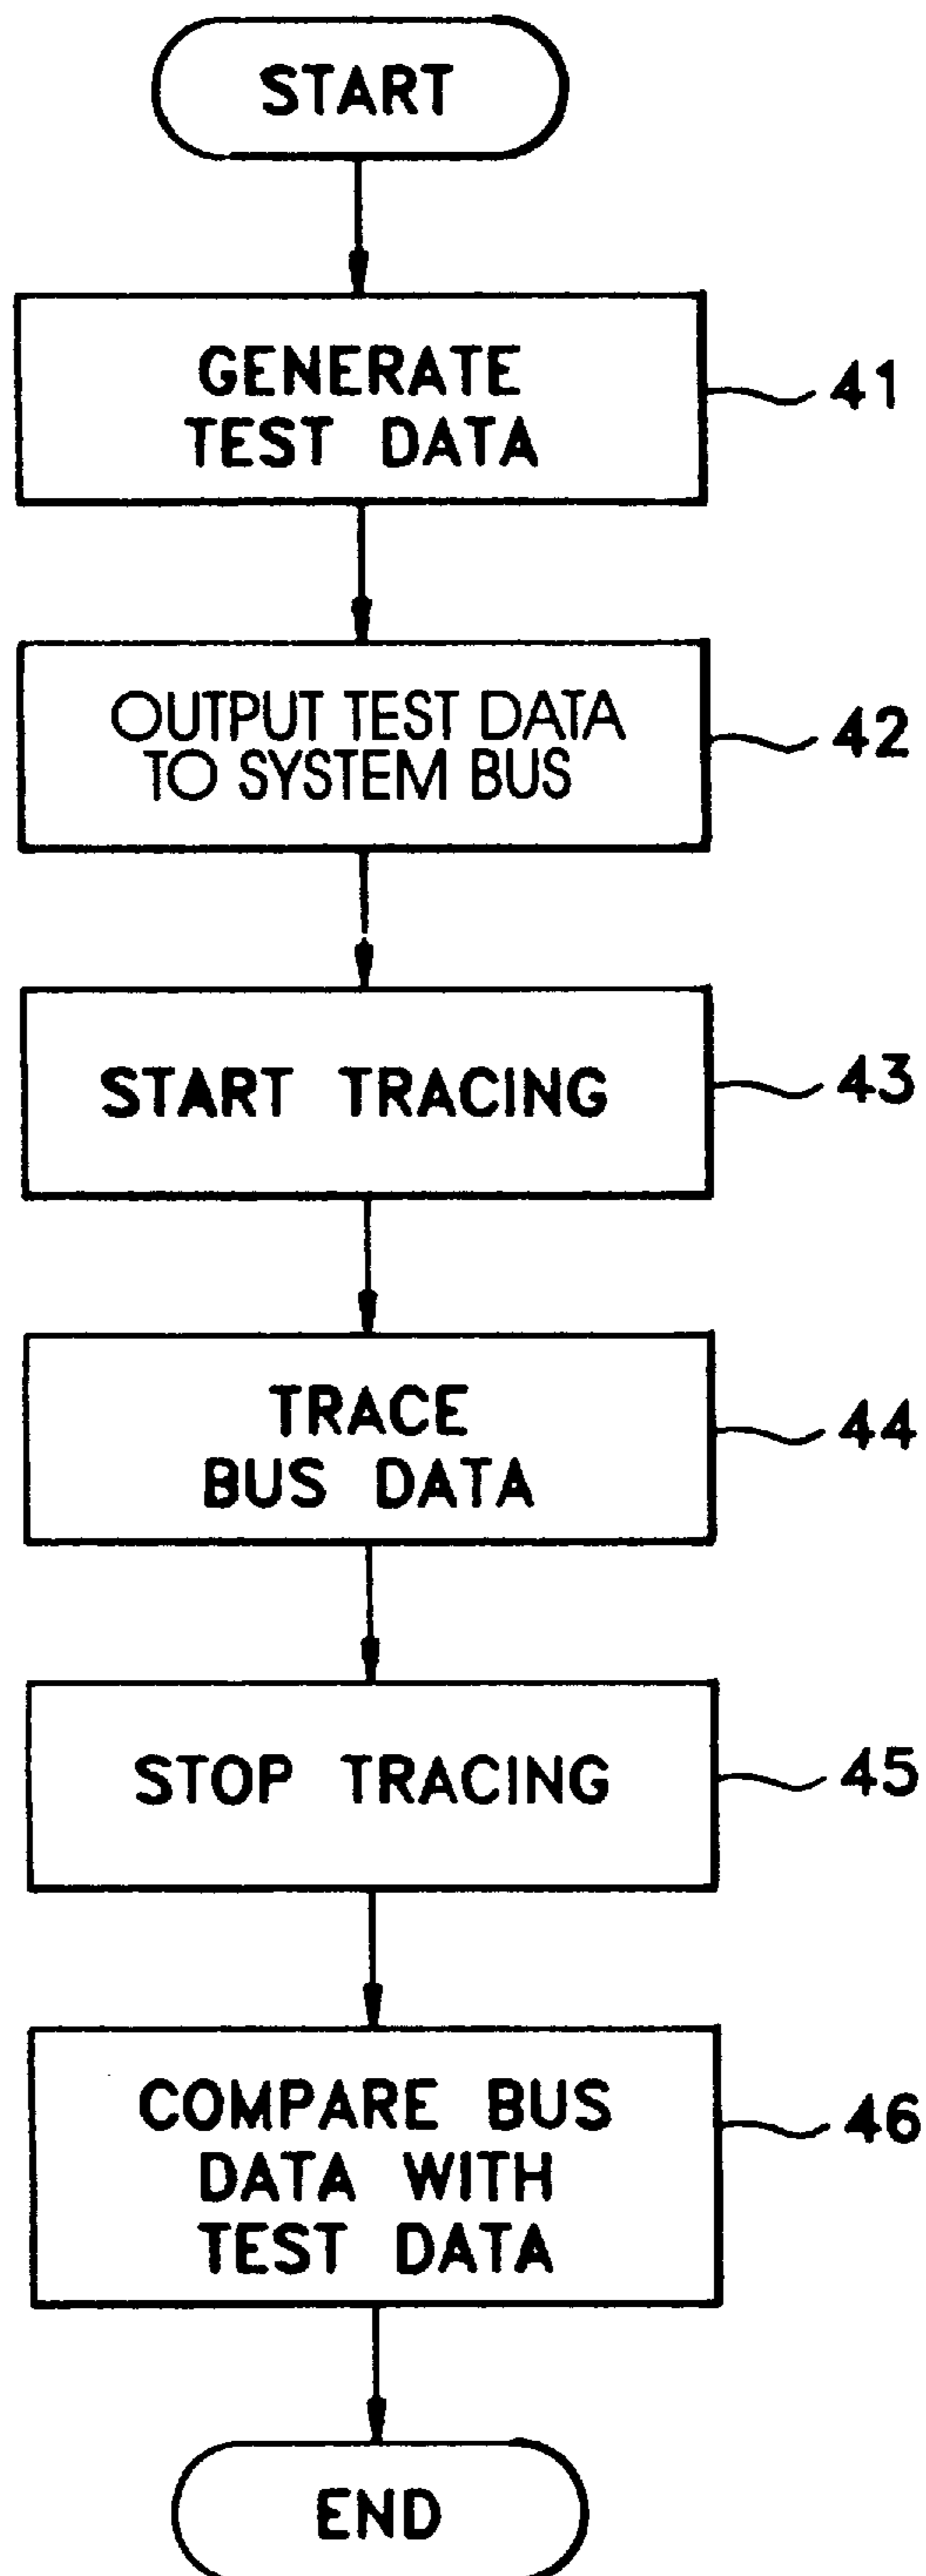 START
GENERATE
TEST DATA
41
OUTPUT TEST DATA
TO SYSTEM BUS
42
START TRACING
43
TRACE
BUS DATA
44
STOP TRACING
45
COMPARE BUS
DATA WITH
TEST DATA
46
END